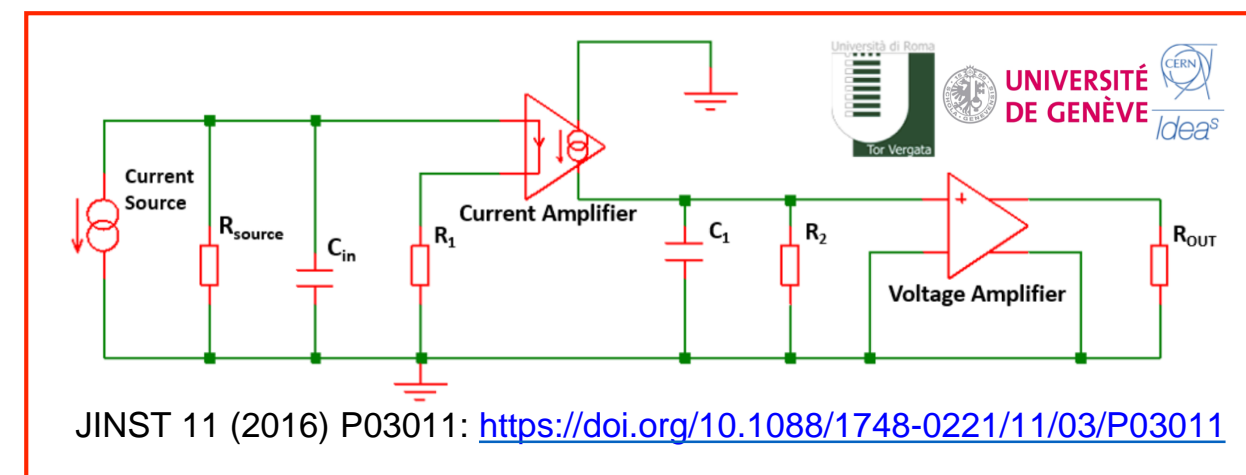 Università di Roma
Tor Vergata
UNIVERSITÉ
DE GENÈVE
CERN
Ideaˢ
Current
Source
Rsource
Cin
R1
Current Amplifier
C1
R2
+
Voltage Amplifier
ROUT
JINST 11 (2016) P03011: https://doi.org/10.1088/1748-0221/11/03/P03011